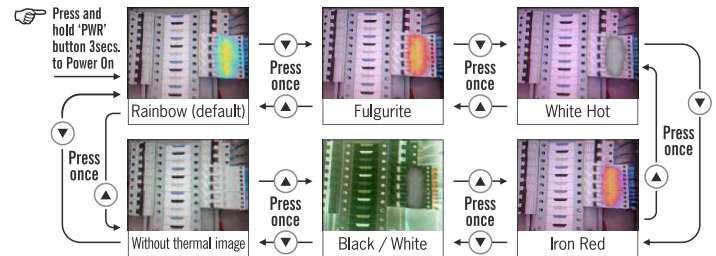 Press and
hold ‘PWR’
button 3secs.
to Power On
Press
once
Press
once
Rainbow (default)
Fulgurite
White Hot
Press
once
Press
once
Press
once
Press
once
Without thermal image
Black / White
Iron Red